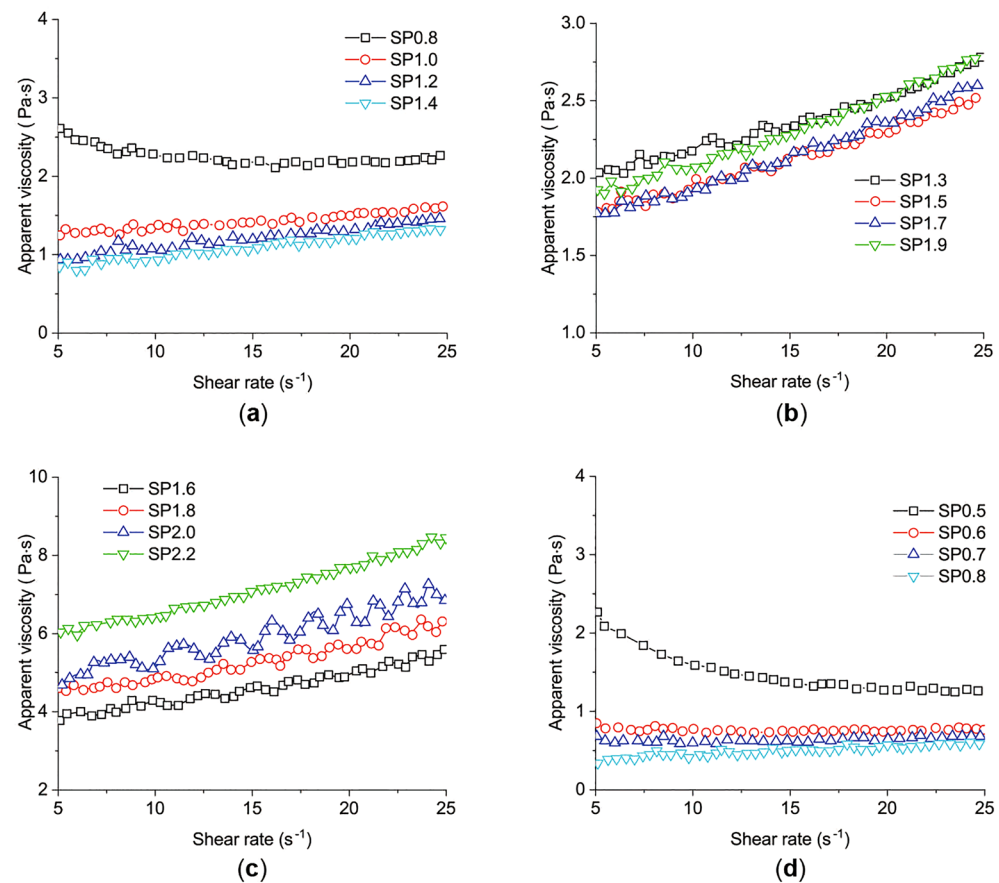 4
3
2
1
0
Apparent viscosity ( Pa·s)
SP0.8
SP1.0
SP1.2
SP1.4
5 10 15 20 25
Shear rate (s⁻¹)
(a)
3.0
2.5
2.0
1.5
1.0
Apparent viscosity ( Pa·s)
SP1.3
SP1.5
SP1.7
SP1.9
5 10 15 20 25
Shear rate (s⁻¹)
(b)
10
8
6
4
2
Apparent viscosity ( Pa·s)
SP1.6
SP1.8
SP2.0
SP2.2
5 10 15 20 25
Shear rate (s⁻¹)
(c)
4
3
2
1
0
Apparent viscosity ( Pa·s)
SP0.5
SP0.6
SP0.7
SP0.8
5 10 15 20 25
Shear rate (s⁻¹)
(d)